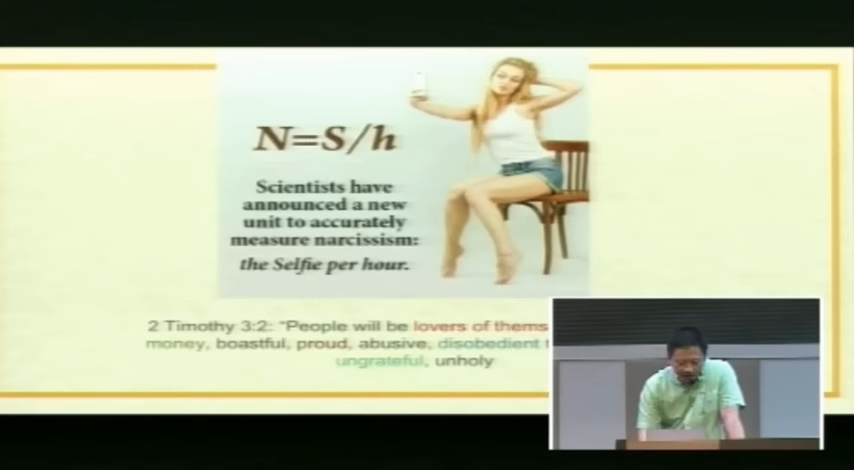 N=S/h
Scientists have
announced a new
unit to accurately
measure narcissism:
the Selfie per hour.
2 Timothy 3:2: “People will be lovers of thems
money, boastful, proud, abusive, disobedient t
ungrateful, unholy